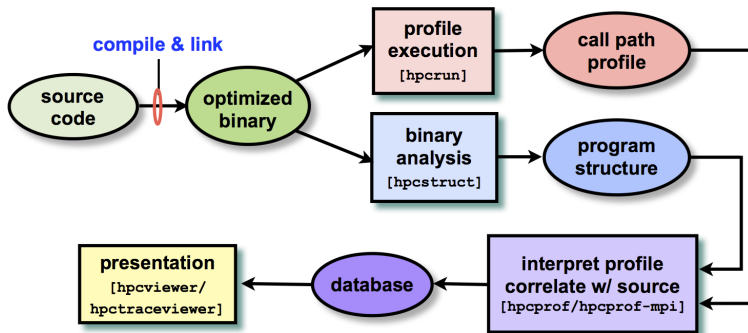 compile & link
profile
execution
[hpcrun]
call path
profile
source
code
optimized
binary
binary
analysis
[hpcstruct]
program
structure
presentation
[hpcviewer/
hpctraceviewer]
database
interpret profile
correlate w/ source
[hpcprof/hpcprof-mpi]